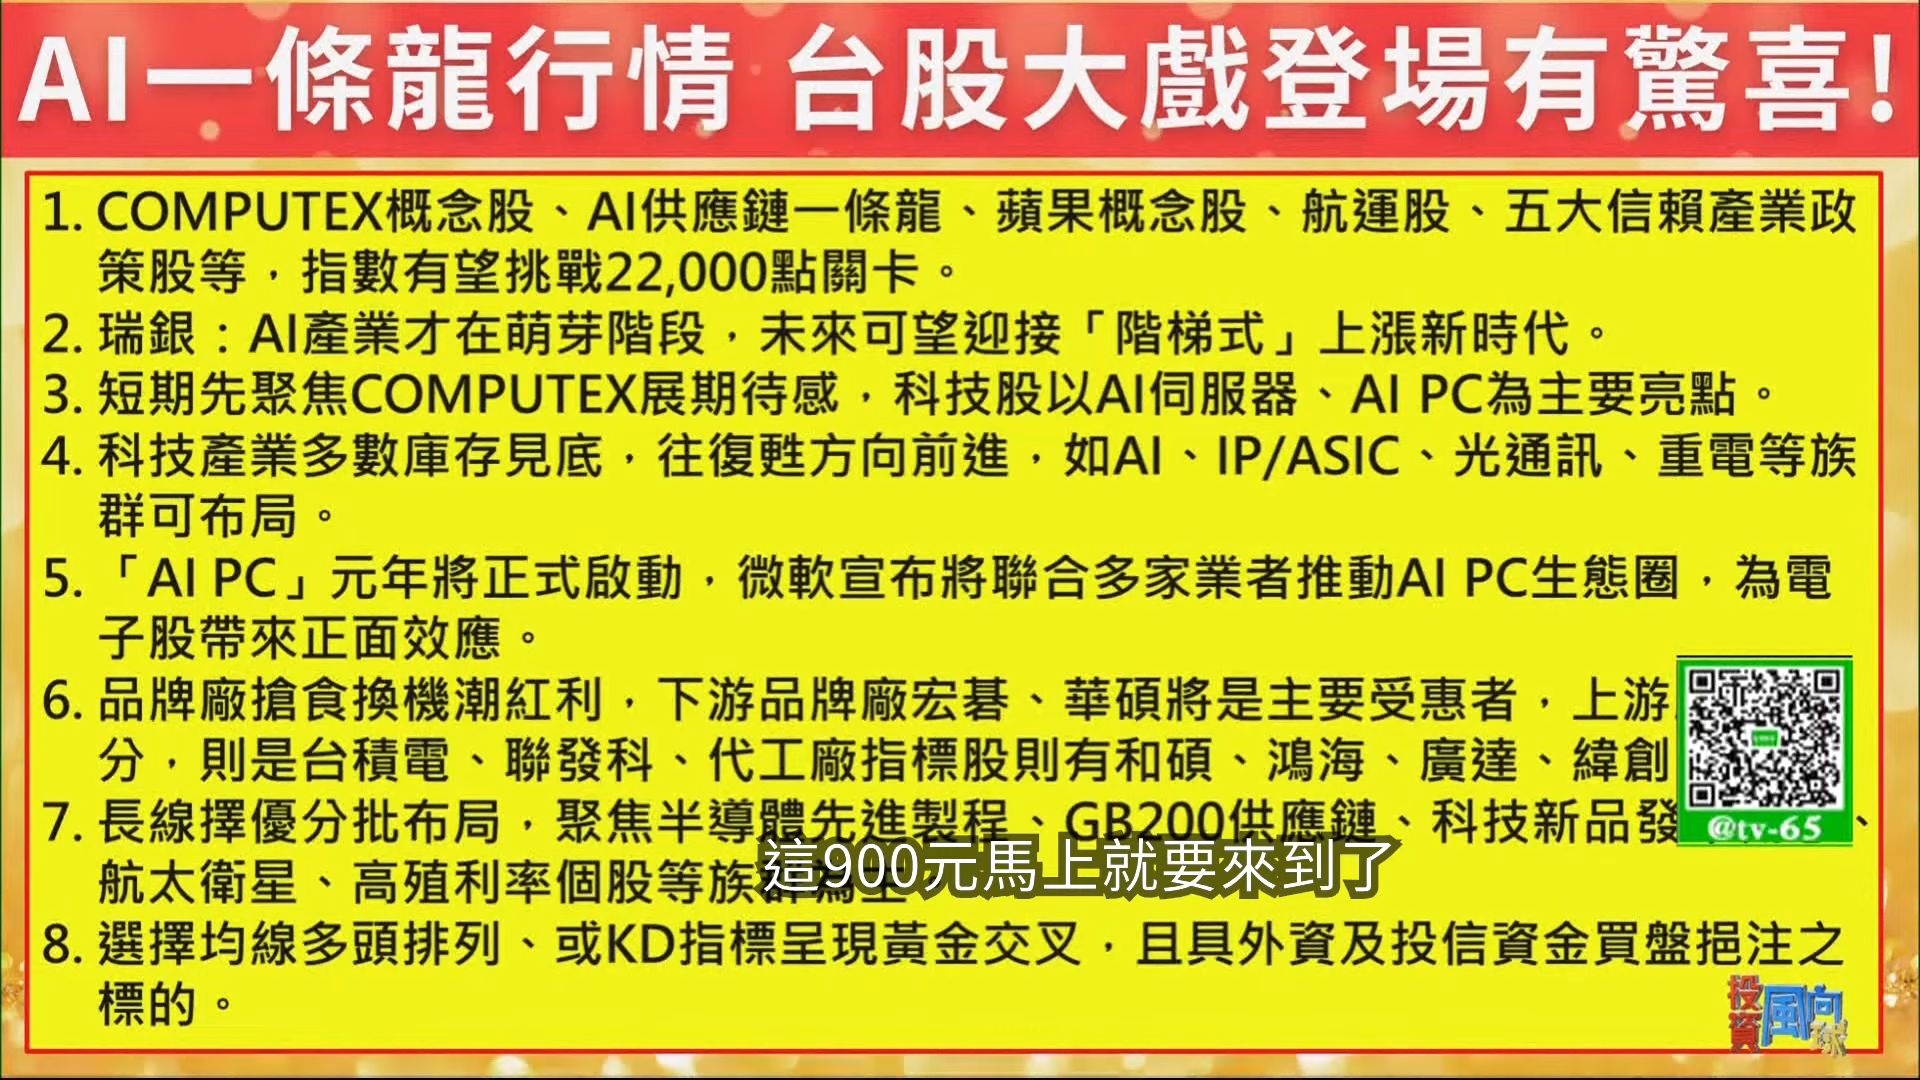 AI一條龍行情 台股大戲登場有驚喜!
1. COMPUTEX概念股、AI供應鏈一條龍、蘋果概念股、航運股、五大信賴產業政
策股等，指數有望挑戰22,000點關卡。
2. 瑞銀：AI產業才在萌芽階段，未來可望迎接「階梯式」上漲新時代。
3. 短期先聚焦COMPUTEX展期待感，科技股以AI伺服器、AI PC為主要亮點。
4. 科技產業多數庫存見底，往復甦方向前進，如AI、IP/ASIC、光通訊、重電等族
群可布局。
5. 「AI PC」元年將正式啟動，微軟宣布將聯合多家業者推動AI PC生態圈，為電
子股帶來正面效應。
6. 品牌廠搶食換機潮紅利，下游品牌廠宏碁、華碩將是主要受惠者，上游
分，則是台積電、聯發科、代工廠指標股則有和碩、鴻海、廣達、緯創
7. 長線擇優分批布局，聚焦半導體先進製程、GB200供應鏈、科技新品發、
航太衛星、高殖利率個股等族群為主
@tv-65
這900元馬上就要來到了
8. 選擇均線多頭排列、或KD指標呈現黃金交叉，且具外資及投信資金買盤挹注之
標的。
投資風向球